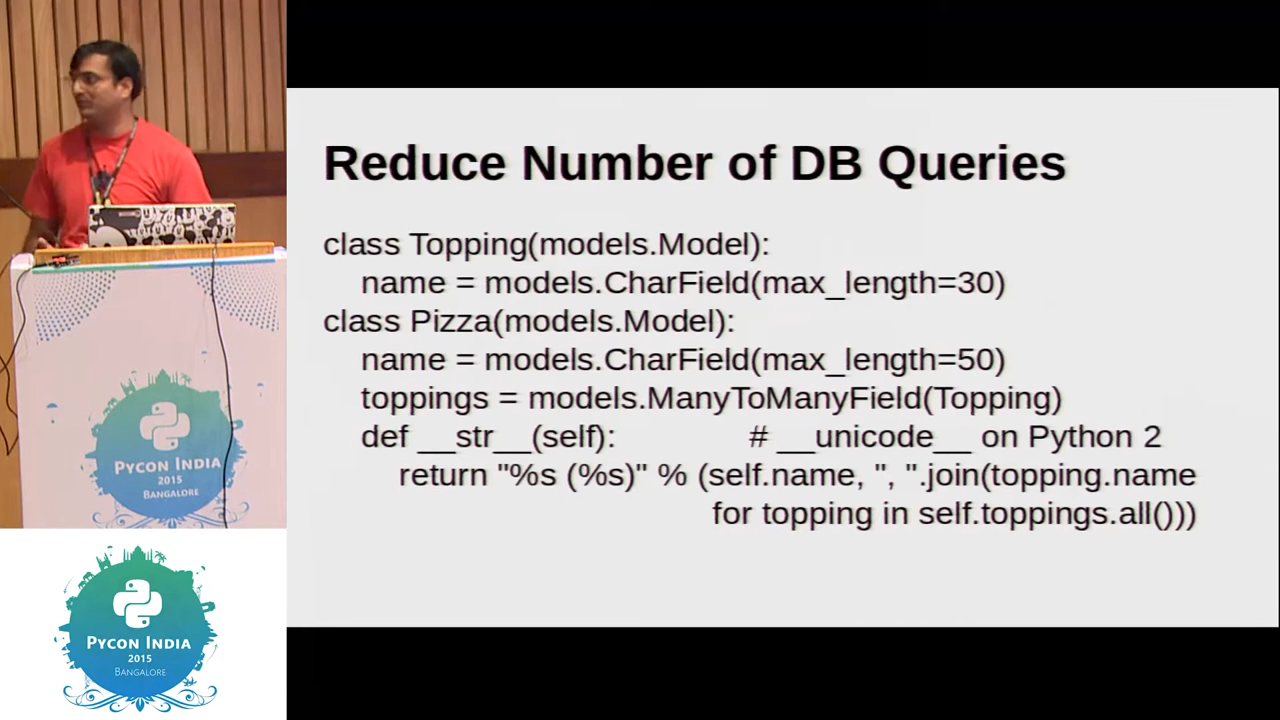 Reduce Number of DB Queries
class Topping(models.Model):
name = models.CharField(max_length=30)
class Pizza(models.Model):
name = models.CharField(max_length=50)
toppings = models.ManyToManyField(Topping)
def __str__(self): # __unicode__ on Python 2
return "%s (%s)" % (self.name, ", ".join(topping.name
for topping in self.toppings.all()))
PYCON INDIA
2015
BANGALORE
PYCON INDIA
2015
BANGALORE